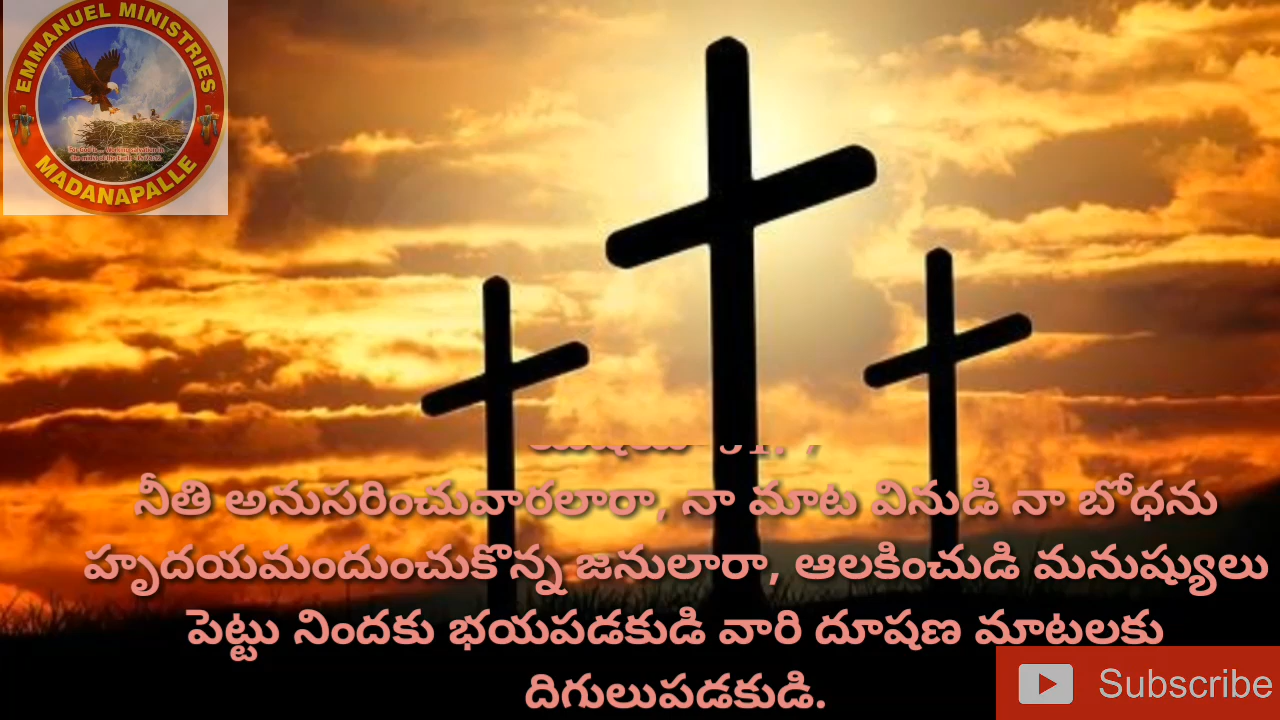 EMMANUEL MINISTRIES
MADANAPALLE
నీతి అనుసరించువారలారా, నా మాట వినుడి నా బోధను
హృదయమందుంచుకొన్న జనులారా, ఆలకించుడి మనుష్యులు
పెట్టు నిందకు భయపడకుడి వారి దూషణ మాటలకు
దిగులుపడకుడి.
Subscribe